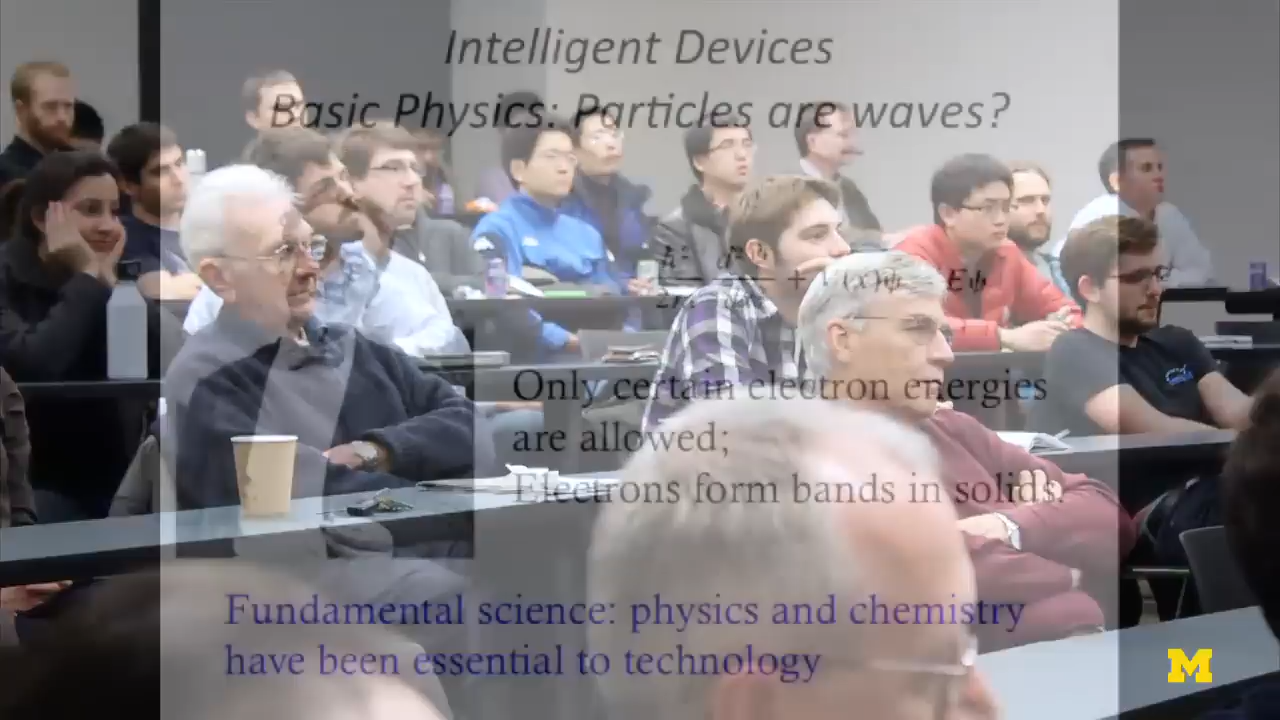 Intelligent Devices
Basic Physics: Particles are waves?
Only certain electron energies
are allowed;
Electrons form bands in solids.
Fundamental science: physics and chemistry
have been essential to technology
M